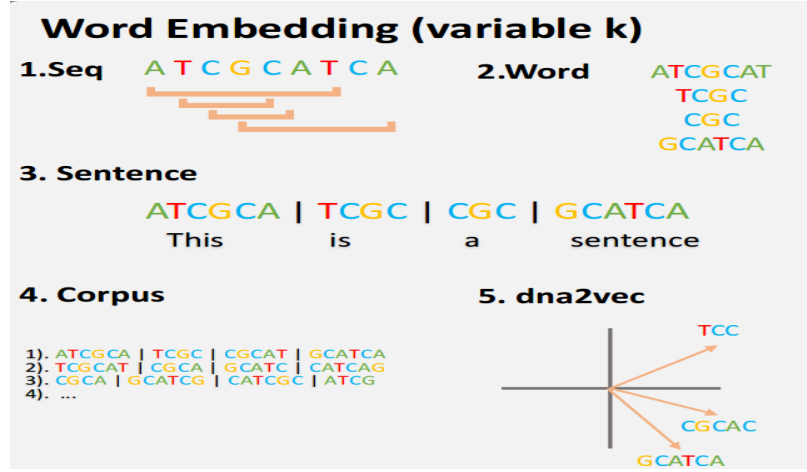 Word Embedding (variable k)
1.Seq A T C G C A T C A
2.Word ATCGCAT
TCGC
CGC
GCATCA
3. Sentence
ATCGCA | TCGC | CGC | GCATCA
This is a sentence
4. Corpus
1). ATCGCA | TCGC | CGCAT | GCATCA
2). TCGCAT | CGCA | GCATC | CATCAG
3). CGCA | GCATCG | CATCGC | ATCG
4). ...
5. dna2vec
TCC
CGCAC
GCATCA